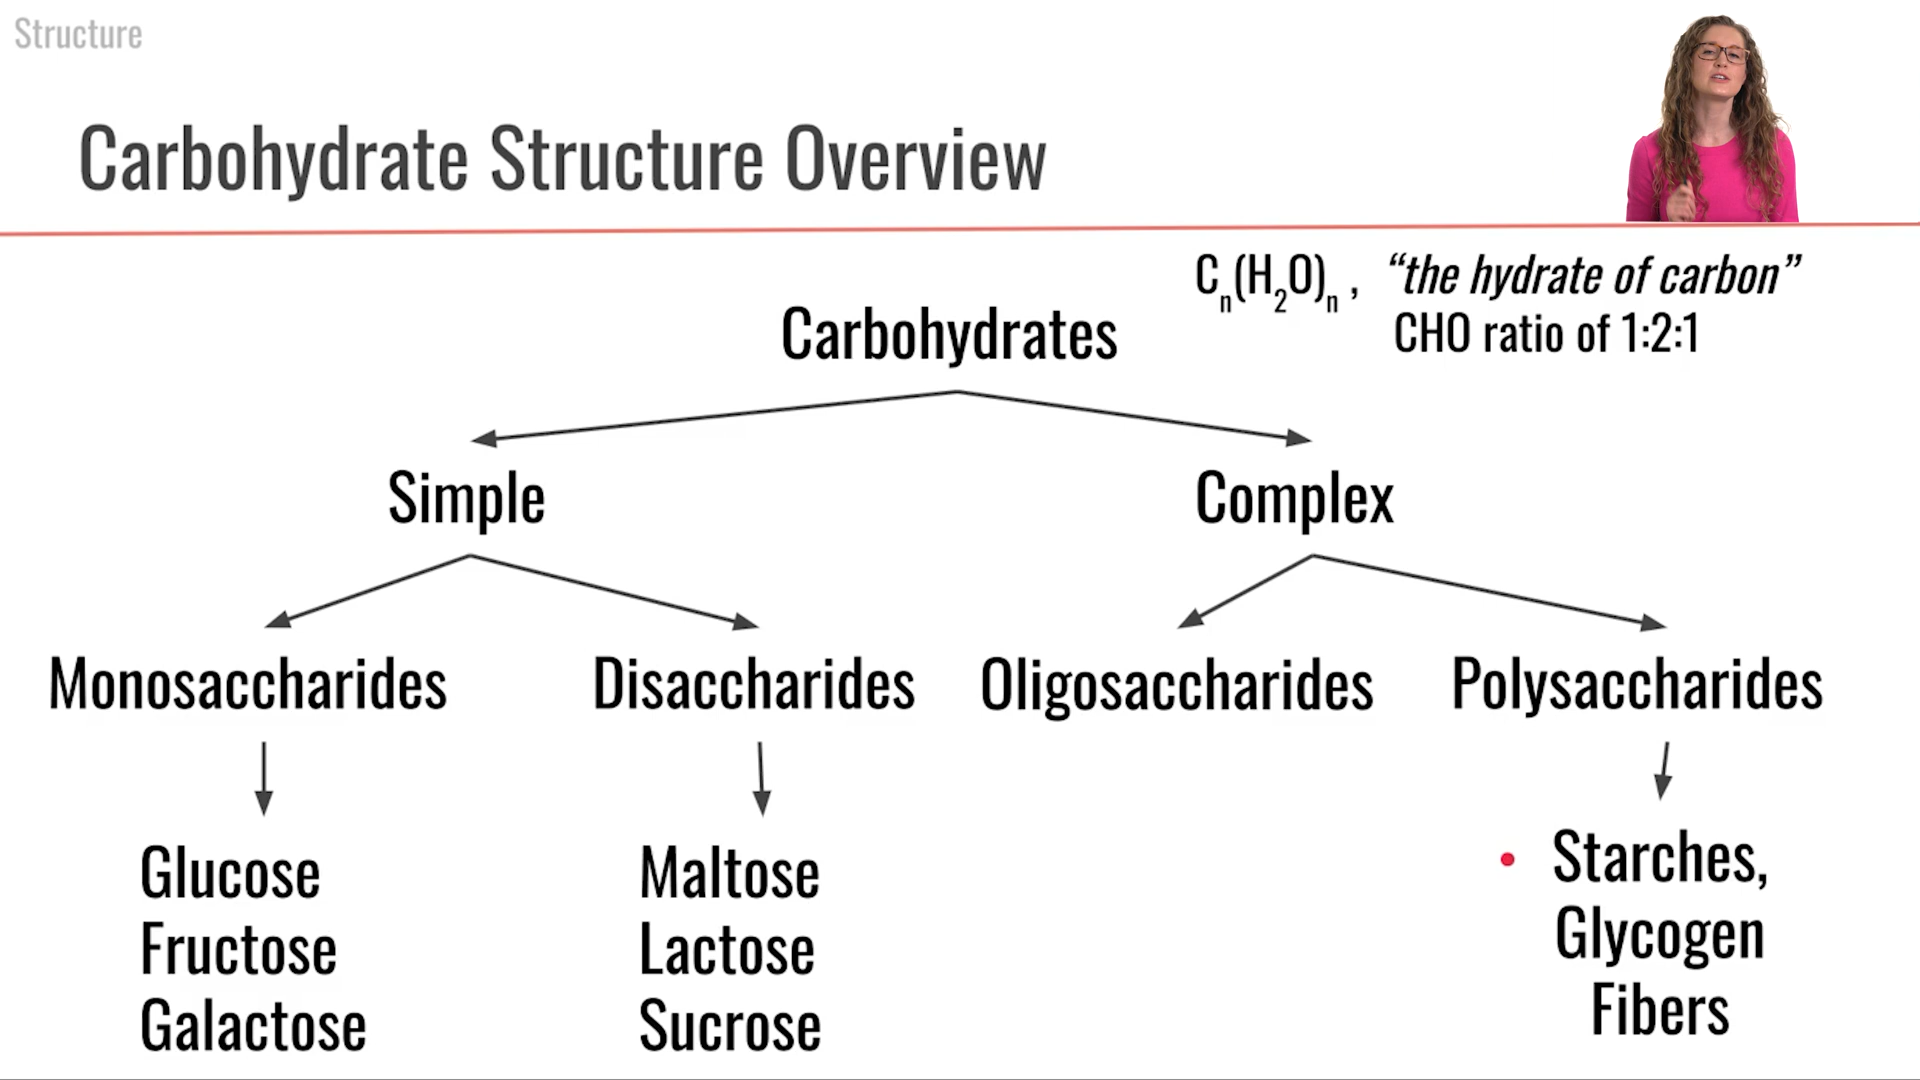 Structure
Carbohydrate Structure Overview
Cₙ(H₂O)ₙ , “the hydrate of carbon”
CHO ratio of 1:2:1
Carbohydrates
Simple
Complex
Monosaccharides
Disaccharides
Oligosaccharides
Polysaccharides
Glucose
Fructose
Galactose
Maltose
Lactose
Sucrose
• Starches,
Glycogen
Fibers